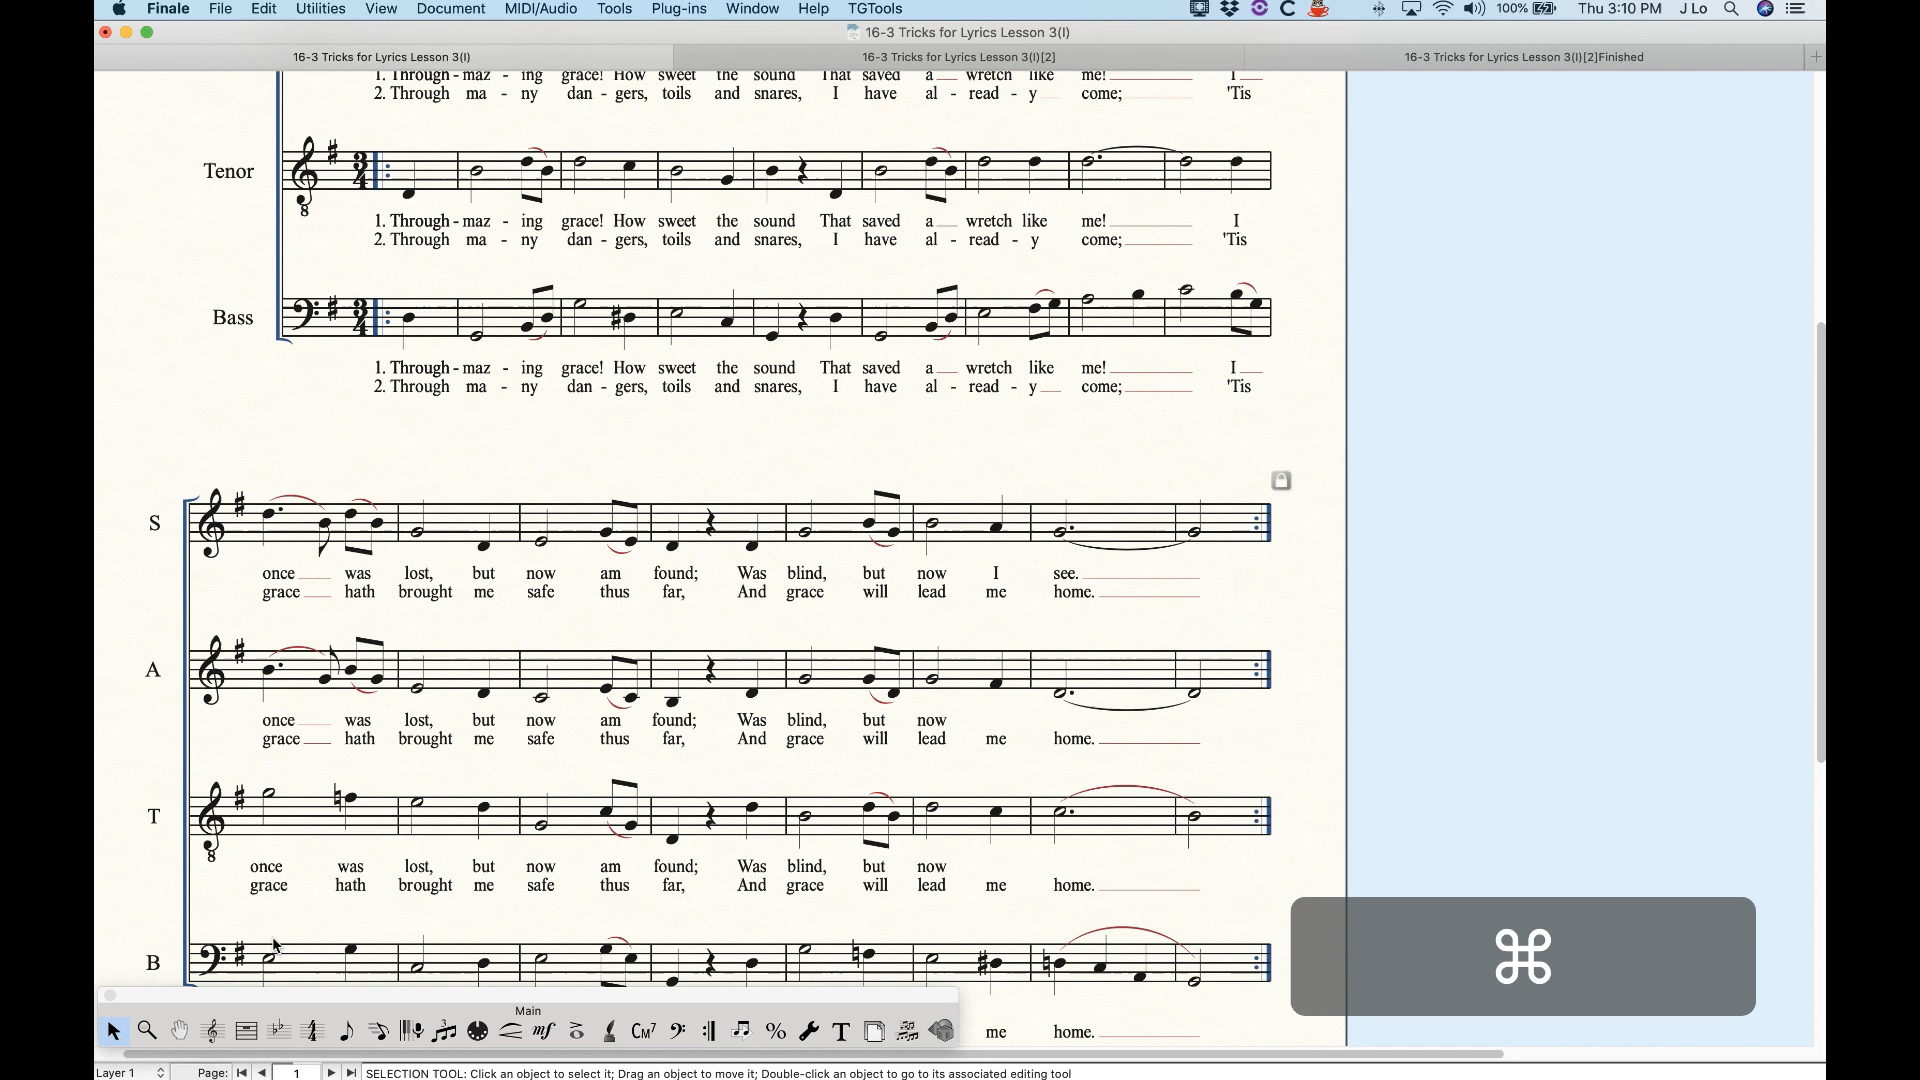 Finale File Edit Utilities View Document MIDI/Audio Tools Plug-ins Window Help TGTools 100% Thu 3:10 PM J Lo
16-3 Tricks for Lyrics Lesson 3(I)
16-3 Tricks for Lyrics Lesson 3(I) 16-3 Tricks for Lyrics Lesson 3(I)[2] 16-3 Tricks for Lyrics Lesson 3(I)[2]Finished
1. Through - maz - ing grace! How sweet the sound That saved a wretch like me! I
2. Through ma - ny dan - gers, toils and snares, I have al - read - y come; 'Tis
Tenor
3
4
8
1. Through - maz - ing grace! How sweet the sound That saved a wretch like me! I
2. Through ma - ny dan - gers, toils and snares, I have al - read - y come; 'Tis
Bass
3
4
1. Through - maz - ing grace! How sweet the sound That saved a wretch like me! I
2. Through ma - ny dan - gers, toils and snares, I have al - read - y come; 'Tis
S
once was lost, but now am found; Was blind, but now I see.
grace hath brought me safe thus far, And grace will lead me home.
A
once was lost, but now am found; Was blind, but now
grace hath brought me safe thus far, And grace will lead me home.
T
8
once was lost, but now am found; Was blind, but now
grace hath brought me safe thus far, And grace will lead me home.
B
⌘
Main
mf CM7 % T
me home.
Layer 1 Page: 1 SELECTION TOOL: Click an object to select it; Drag an object to move it; Double-click an object to go to its associated editing tool